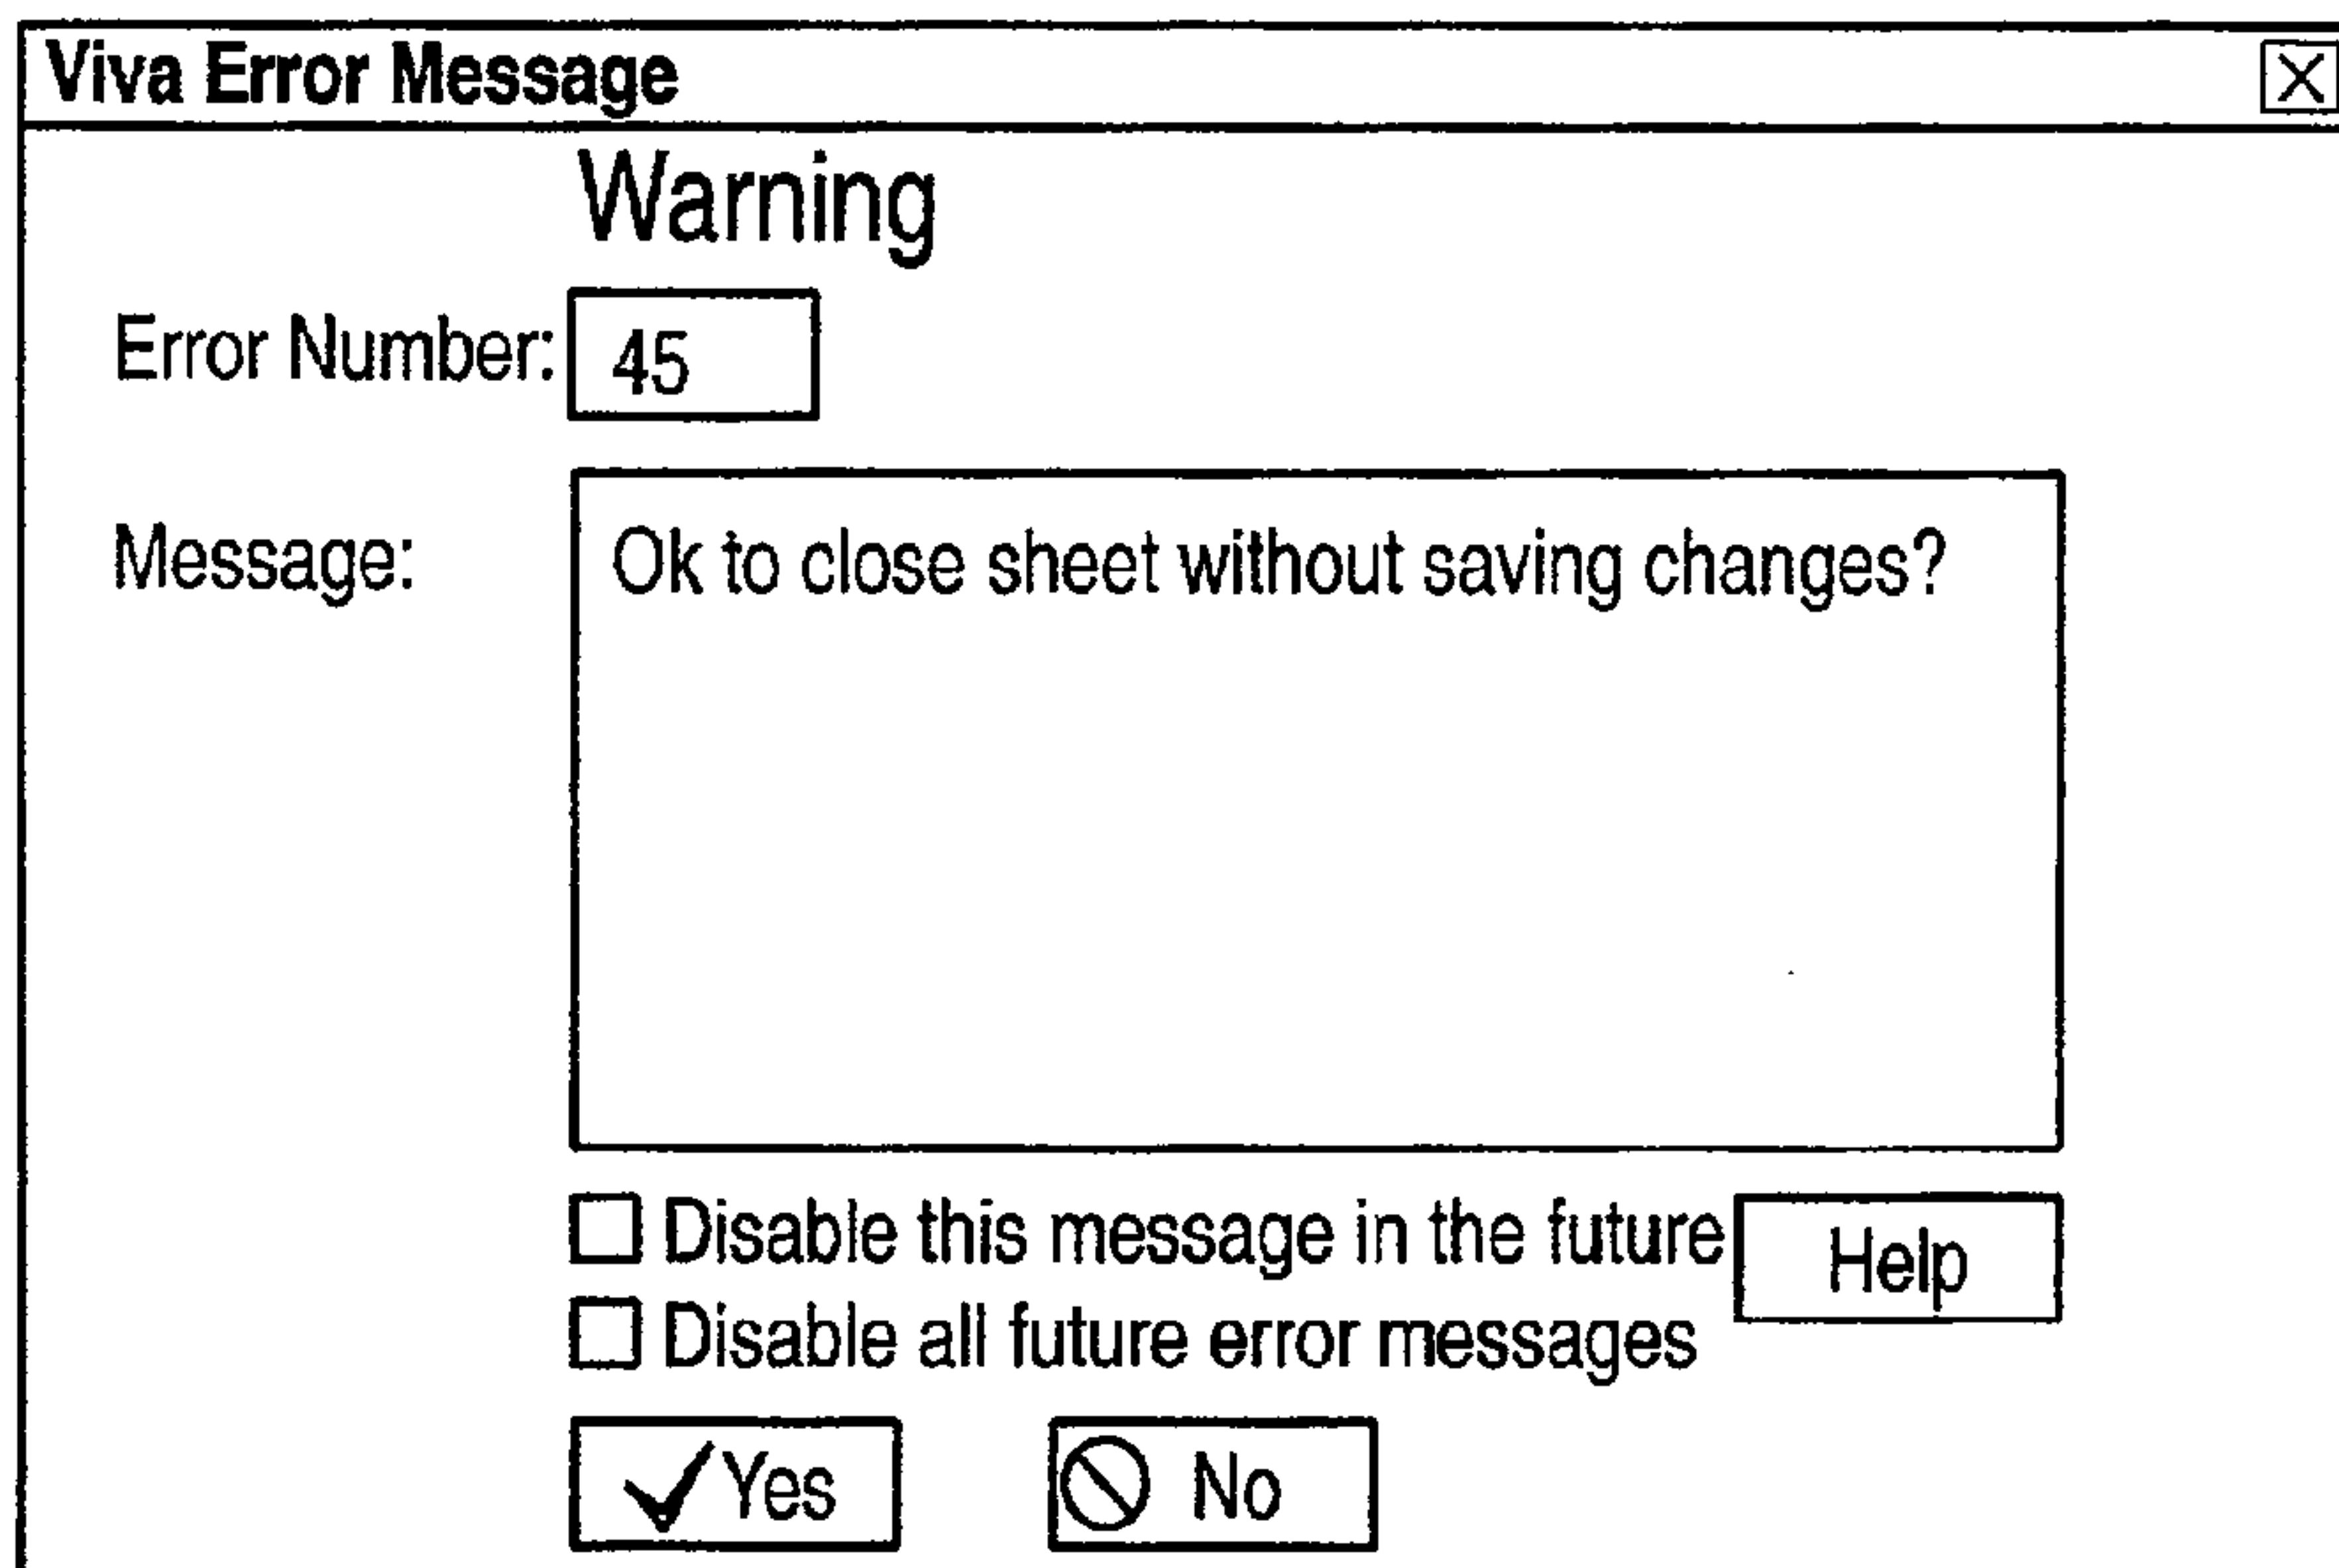 Viva Error Message X
Warning
Error Number: 45
Message: Ok to close sheet without saving changes?
Disable this message in the future Help
Disable all future error messages
Yes No